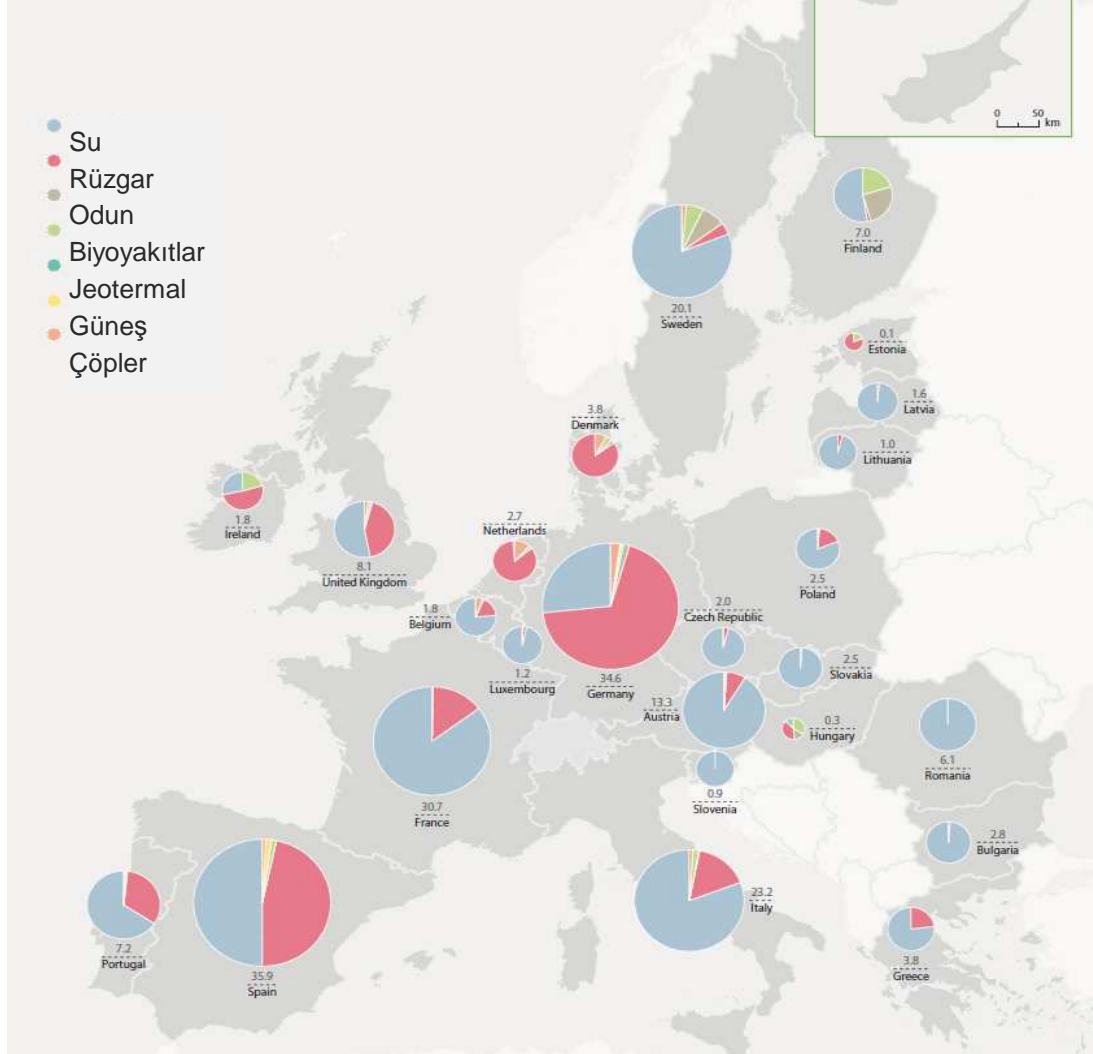 0 50
km
Su
Rüzgar
Odun
Biyoyakıtlar
Jeotermal
Güneş
Çöpler
7.0
Finland
20.1
Sweden
0.1
Estonia
1.6
Latvia
1.0
Lithuania
3.8
Denmark
1.8
Ireland
8.1
United Kingdom
2.7
Netherlands
2.5
Poland
1.8
Belgium
2.0
Czech Republic
1.2
Luxembourg
34.6
Germany
2.5
Slovakia
13.3
Austria
0.3
Hungary
6.1
Romania
0.9
Slovenia
30.7
France
2.8
Bulgaria
23.2
Italy
7.2
Portugal
35.9
Spain
3.8
Greece